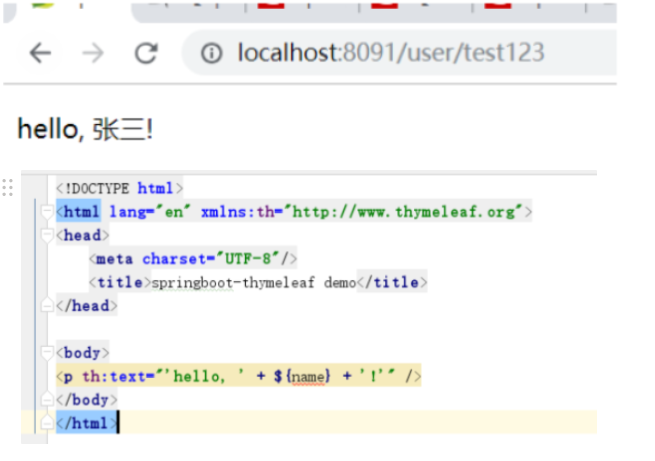 localhost:8091/user/test123
hello, 张三!
<!DOCTYPE html>
<html lang="en" xmlns:th="http://www.thymeleaf.org">
<head>
<meta charset="UTF-8"/>
<title>springboot-thymeleaf demo</title>
</head>
<body>
<p th:text="'hello, ' + ${name} + '!'" />
</body>
</html>